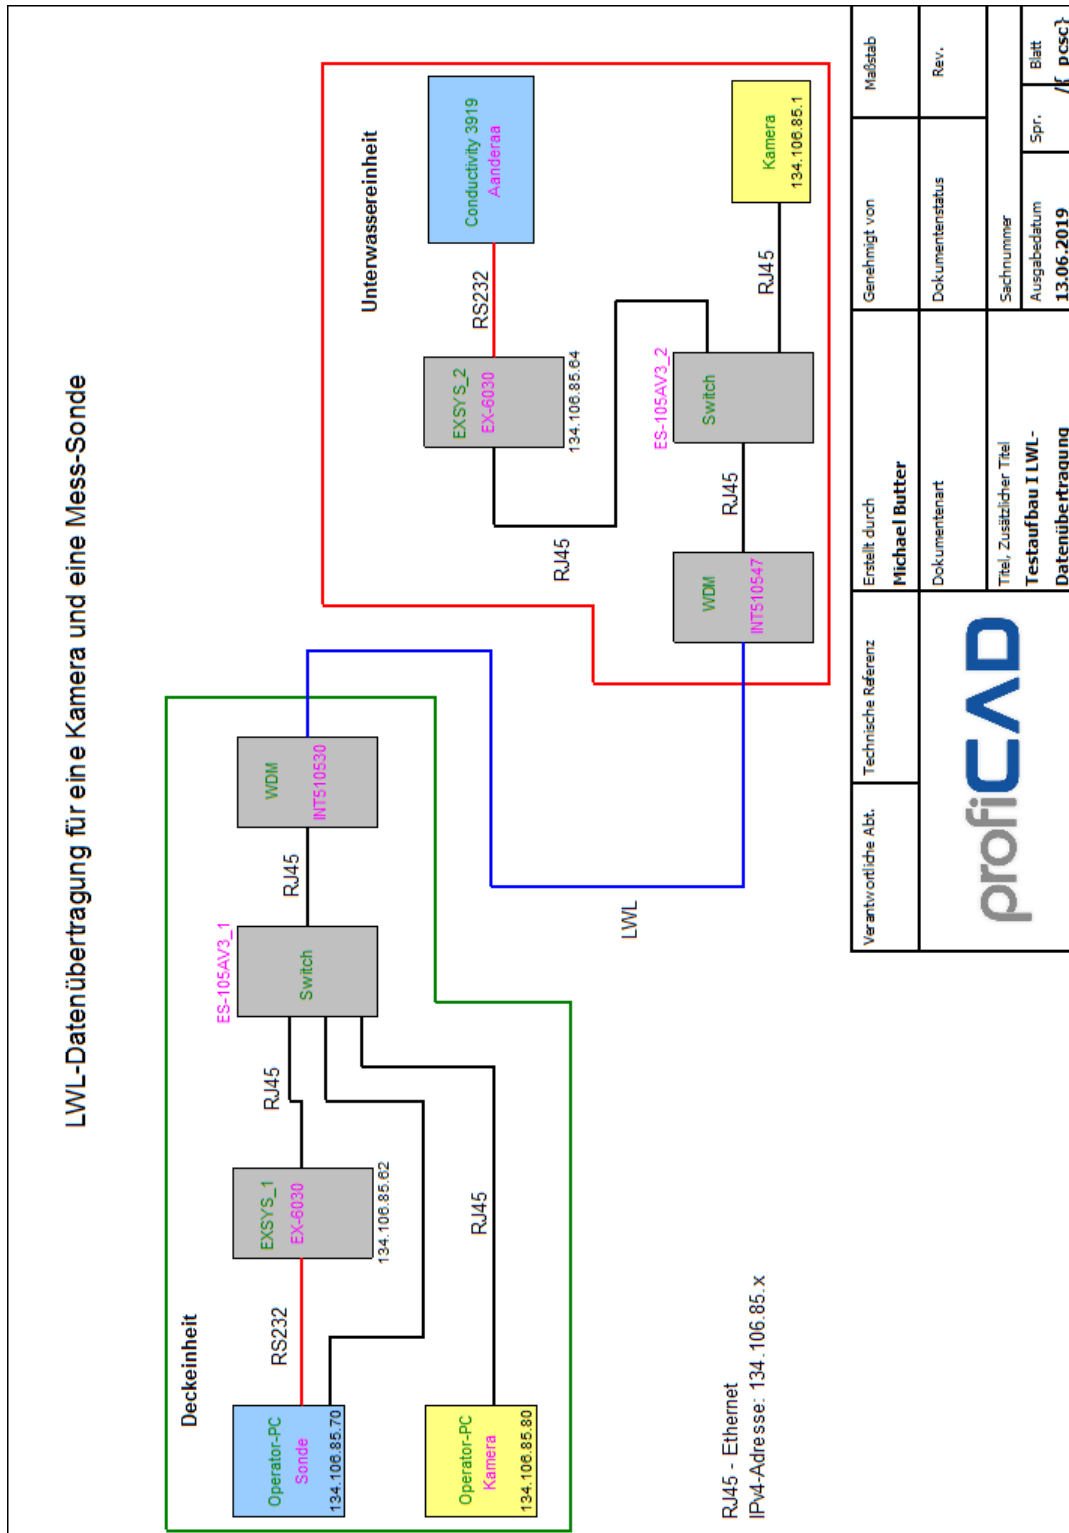 LWL-Datenübertragung für eine Kamera und eine Mess-Sonde
Deckeinheit
Operator-PC
Sonde
134.106.85.70
RS232
EXSYS_1
EX-6030
134.106.85.62
RJ45
ES-105AV3_1
Switch
RJ45
WDM
INT510530
Operator-PC
Kamera
134.106.85.80
RJ45
LWL
Unterwassereinheit
Conductivity 3919
Aanderaa
RS232
EXSYS_2
EX-6030
134.106.85.64
RJ45
WDM
INT510547
RJ45
ES-105AV3_2
Switch
RJ45
Kamera
134.106.85.1
RJ45 - Ethernet
IPv4-Adresse: 134.106.85.x
Verantwortliche Abt.
Technische Referenz
Erstellt durch
Michael Butter
Genehmigt von
Maßstab
profiCAD
Dokumentenart
Dokumentenstatus
Rev.
Titel, Zusätzlicher Titel
Testaufbau I LWL-
Datenübertragung
Sachnummer
Ausgabedatum
13.06.2019
Spr.
Blatt
pcsc}